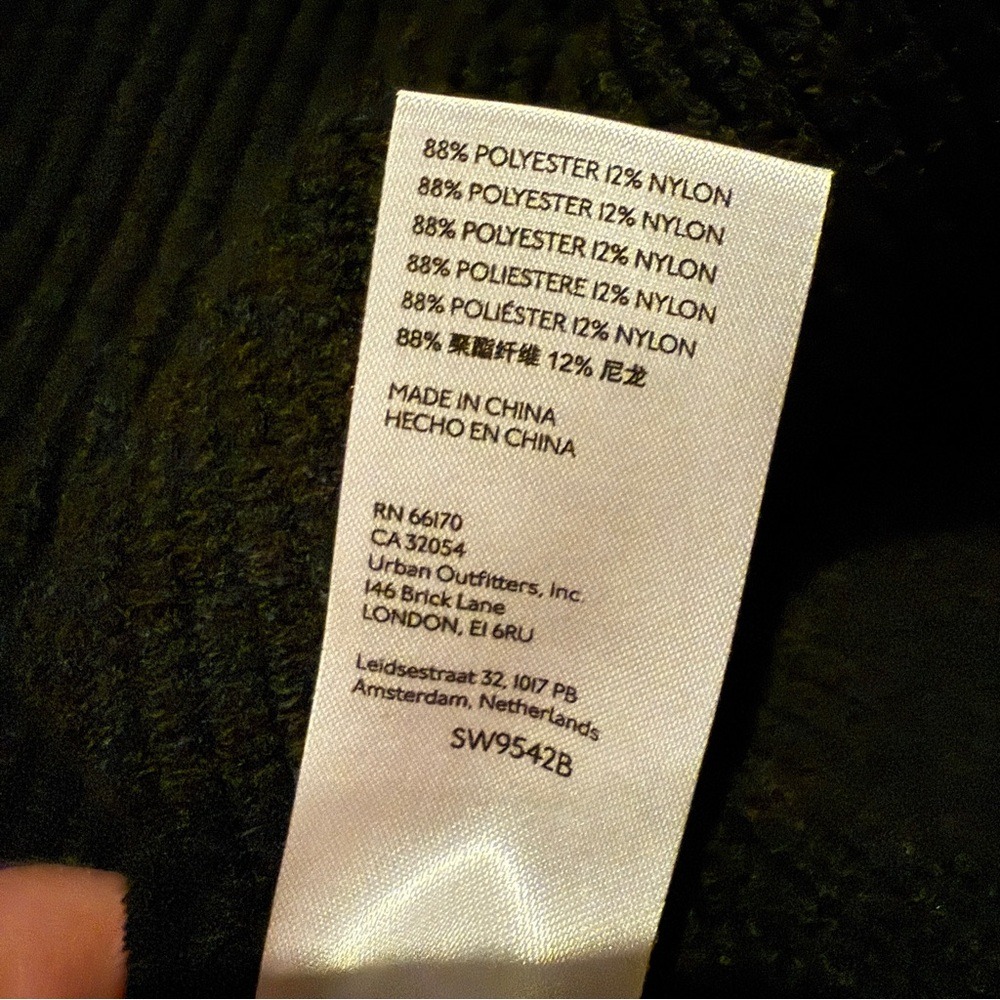 88% POLYESTER 12% NYLON
88% POLYESTER 12% NYLON
88% POLYESTER 12% NYLON
88% POLIESTERE 12% NYLON
88% POLIÉSTER 12% NYLON
88% 聚酯纤维 12% 尼龙
MADE IN CHINA
HECHO EN CHINA
RN 66170
CA 32054
Urban Outfitters, Inc.
146 Brick Lane
LONDON, E1 6RU
Leidsestraat 32, 1017 PB
Amsterdam, Netherlands
SW9542B